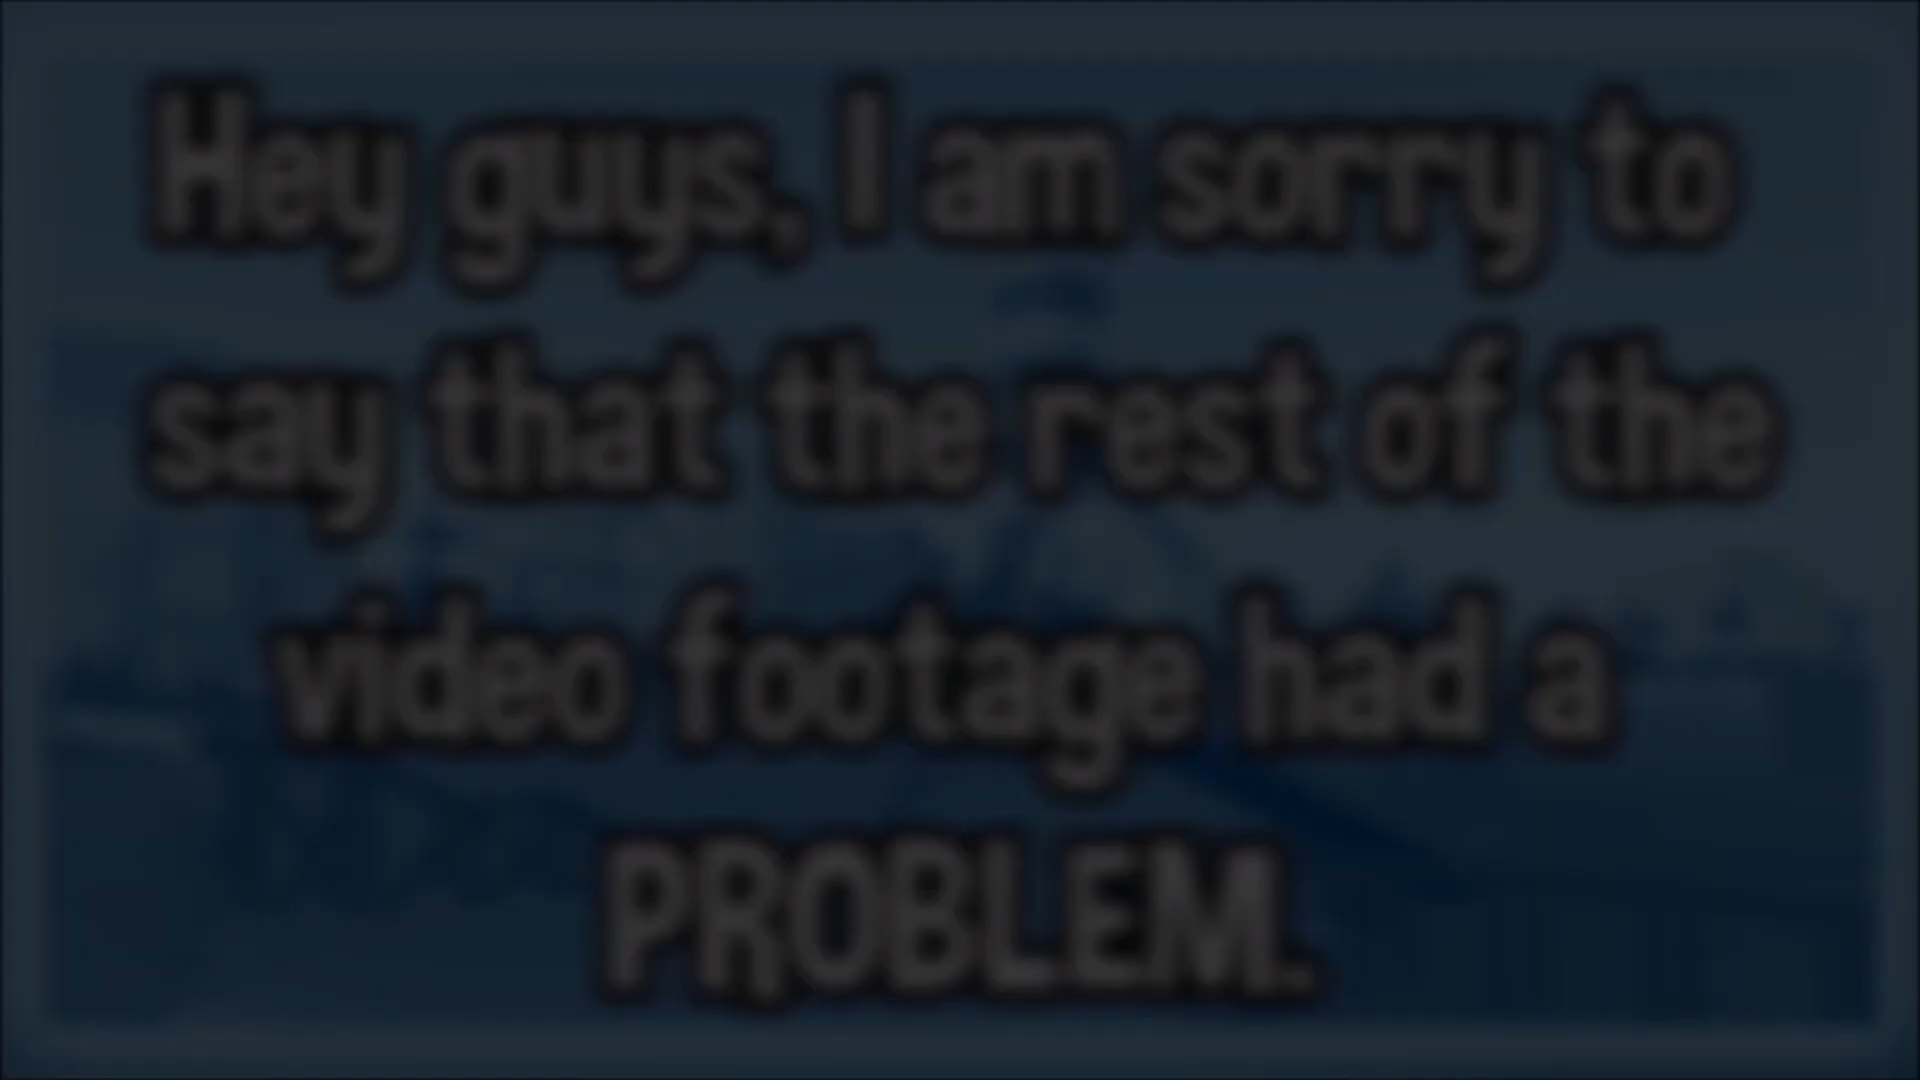 Hey guys, I am sorry to
say that the rest of the
video footage had a
PROBLEM.